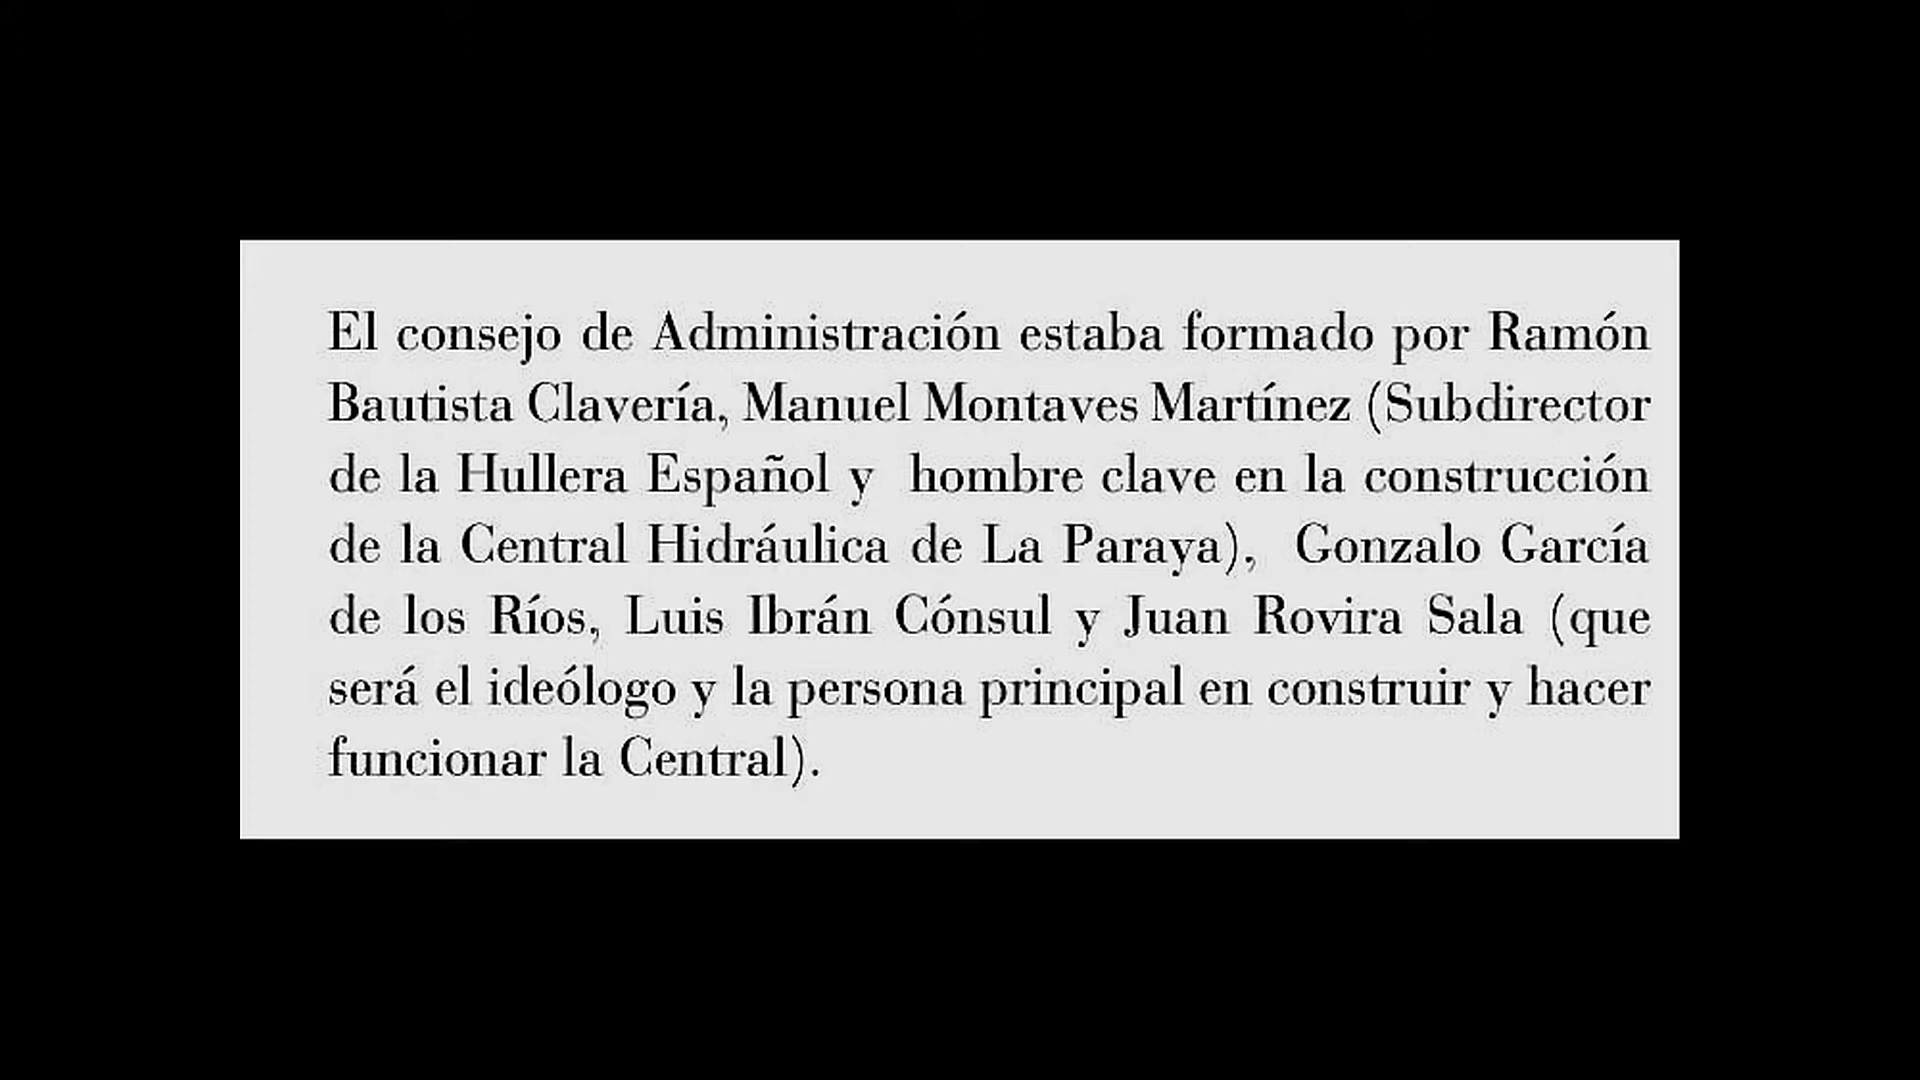 El consejo de Administración estaba formado por Ramón
Bautista Clavería, Manuel Montaves Martínez (Subdirector
de la Hullera Español y hombre clave en la construcción
de la Central Hidráulica de La Paraya), Gonzalo García
de los Ríos, Luis Ibrán Cónsul y Juan Rovira Sala (que
será el ideólogo y la persona principal en construir y hacer
funcionar la Central).